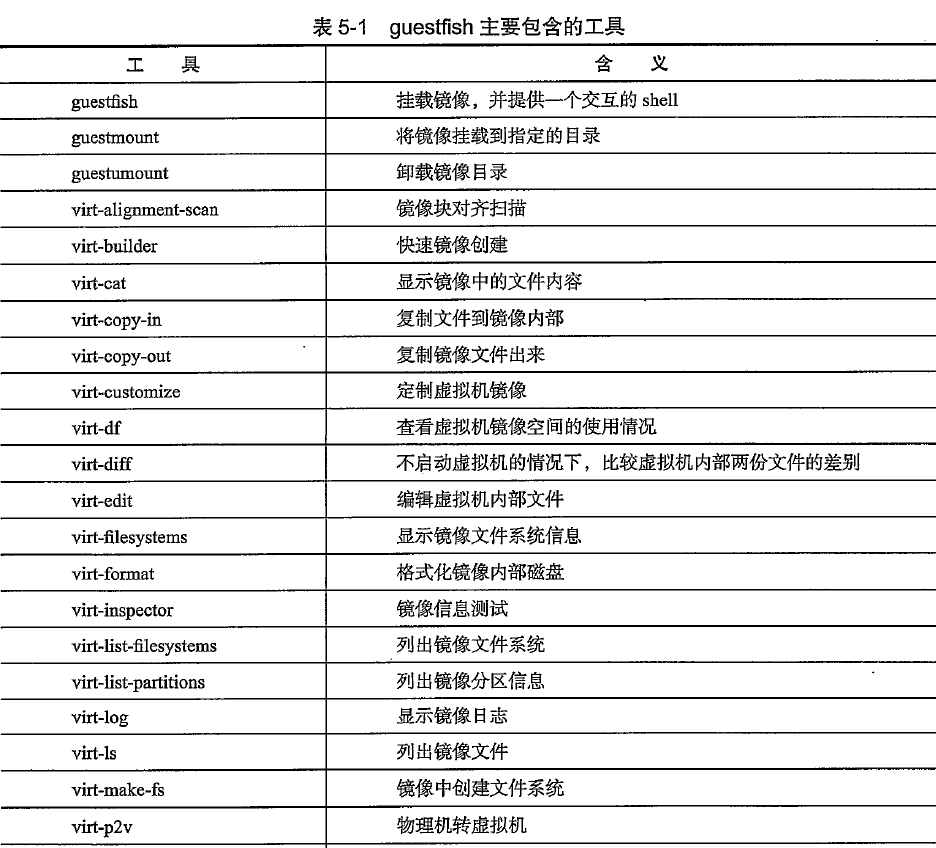 表 5-1 guestfish 主要包含的工具
工 具 含 义
guestfish 挂载镜像，并提供一个交互的 shell
guestmount 将镜像挂载到指定的目录
guestumount 卸载镜像目录
virt-alignment-scan 镜像块对齐扫描
virt-builder 快速镜像创建
virt-cat 显示镜像中的文件内容
virt-copy-in 复制文件到镜像内部
virt-copy-out 复制镜像文件出来
virt-customize 定制虚拟机镜像
virt-df 查看虚拟机镜像空间的使用情况
virt-diff 不启动虚拟机的情况下，比较虚拟机内部两份文件的差别
virt-edit 编辑虚拟机内部文件
virt-filesystems 显示镜像文件系统信息
virt-format 格式化镜像内部磁盘
virt-inspector 镜像信息测试
virt-list-filesystems 列出镜像文件系统
virt-list-partitions 列出镜像分区信息
virt-log 显示镜像日志
virt-ls 列出镜像文件
virt-make-fs 镜像中创建文件系统
virt-p2v 物理机转虚拟机